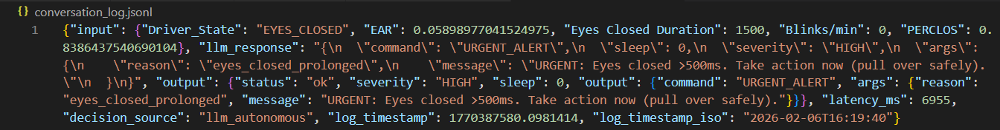 {} conversation_log.jsonl
1 {"input": {"Driver_State": "EYES_CLOSED", "EAR": 0.05898977041524975, "Eyes Closed Duration": 1500, "Blinks/min": 0, "PERCLOS": 0.
8386437540690104}, "llm_response": "{\n  \"command\": \"URGENT_ALERT\",\n  \"sleep\": 0,\n  \"severity\": \"HIGH\",\n  \"args\":
{\n    \"reason\": \"eyes_closed_prolonged\",\n    \"message\": \"URGENT: Eyes closed >500ms. Take action now (pull over safely).
\"\n  }\n}", "output": {"status": "ok", "severity": "HIGH", "sleep": 0, "output": {"command": "URGENT_ALERT", "args": {"reason":
"eyes_closed_prolonged", "message": "URGENT: Eyes closed >500ms. Take action now (pull over safely)."}}}, "latency_ms": 6955,
"decision_source": "llm_autonomous", "log_timestamp": 1770387580.0981414, "log_timestamp_iso": "2026-02-06T16:19:40"}